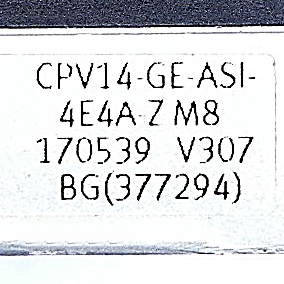 CPV14-GE-ASI-
4E4A-Z M8
170539 V307
BG(377294)